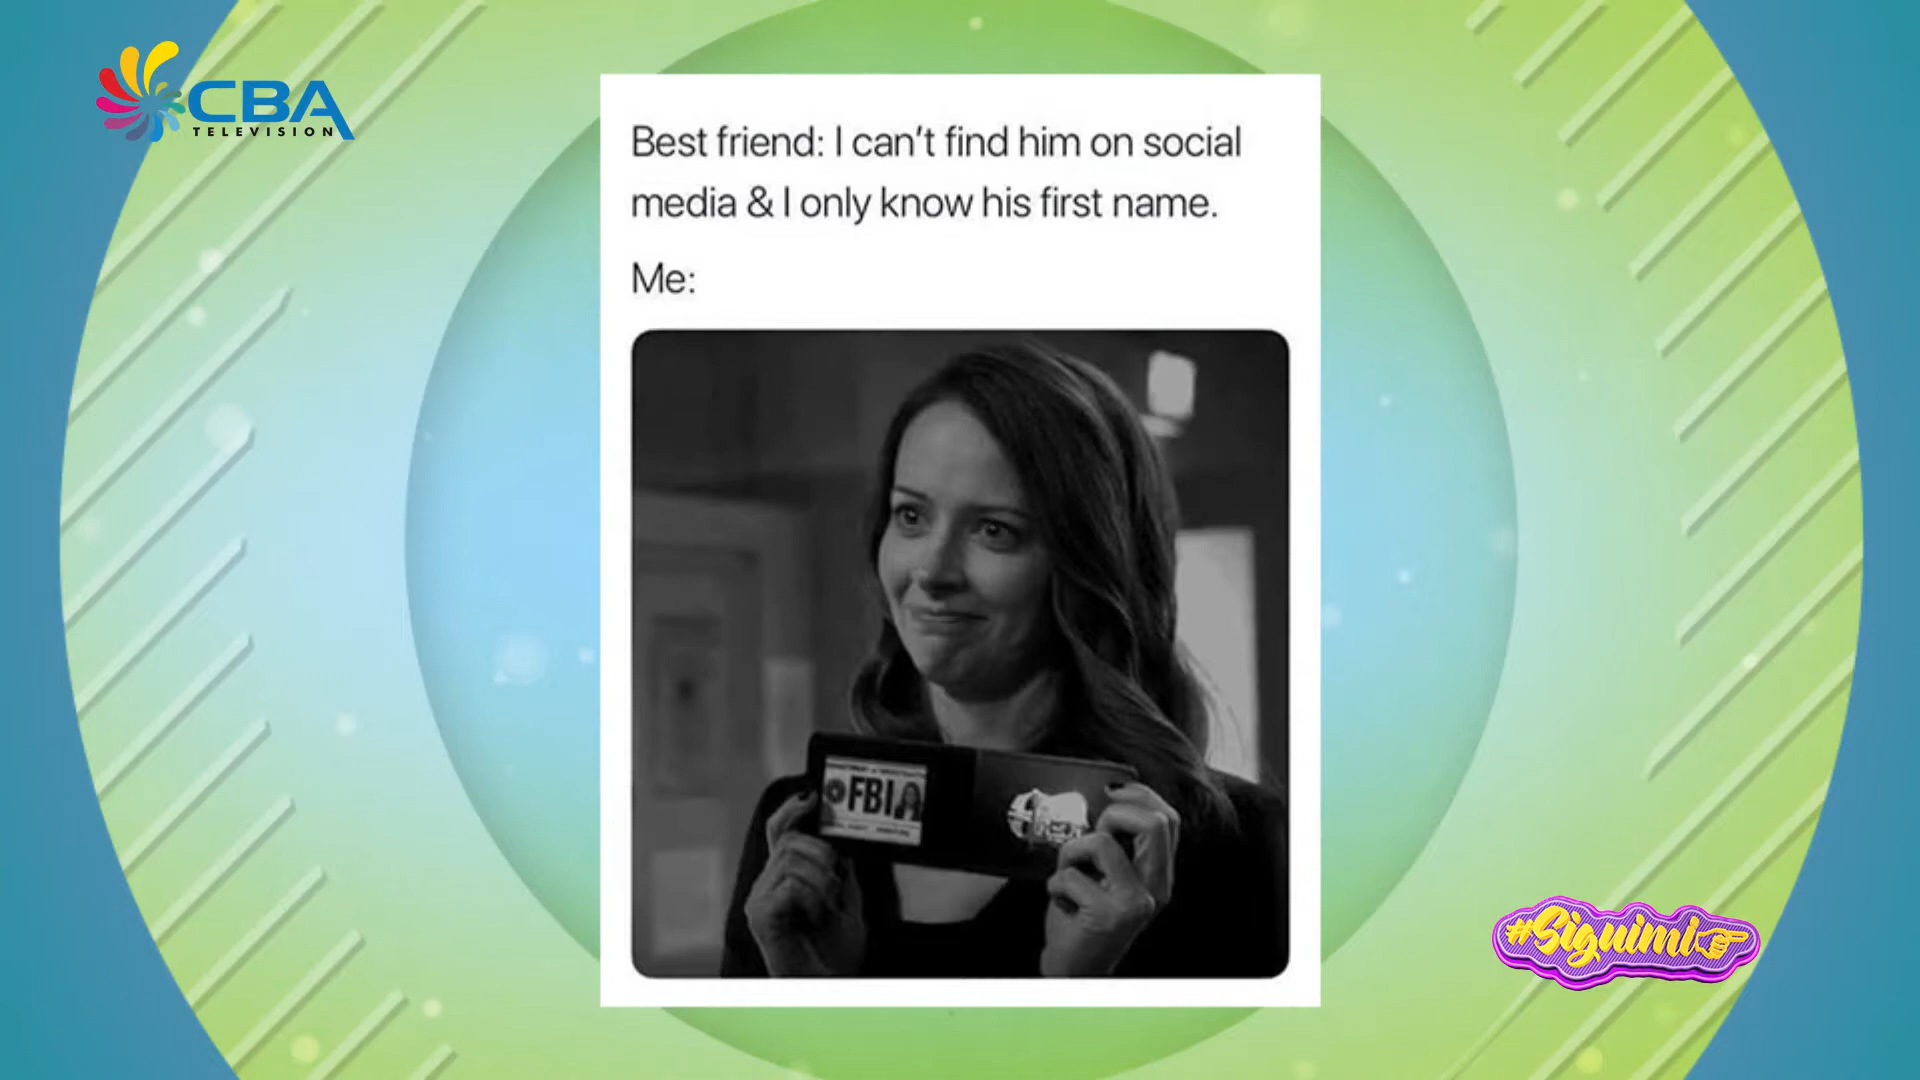 CBA
TELEVISION
Best friend: I can't find him on social
media & I only know his first name.
Me:
FBI
#Siguimi